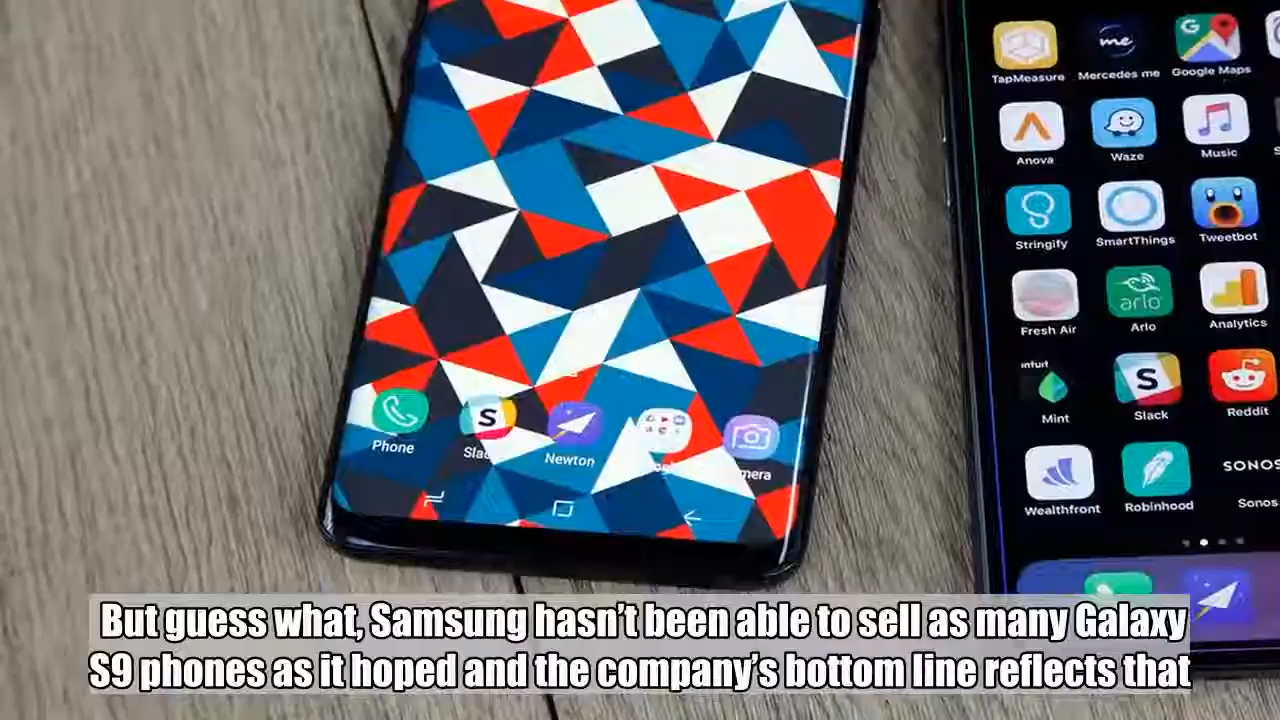 TapMeasure
Mercedes me
Google Maps
me
Anova
Waze
Music
Stringify
SmartThings
Tweetbot
Fresh Air
arlo
Arlo
Analytics
intuit
Mint
S
Slack
Reddit
Wealthfront
Robinhood
SONOS
Sonos
Phone
S
Newton
But guess what, Samsung hasn't been able to sell as many Galaxy
S9 phones as it hoped and the company's bottom line reflects that